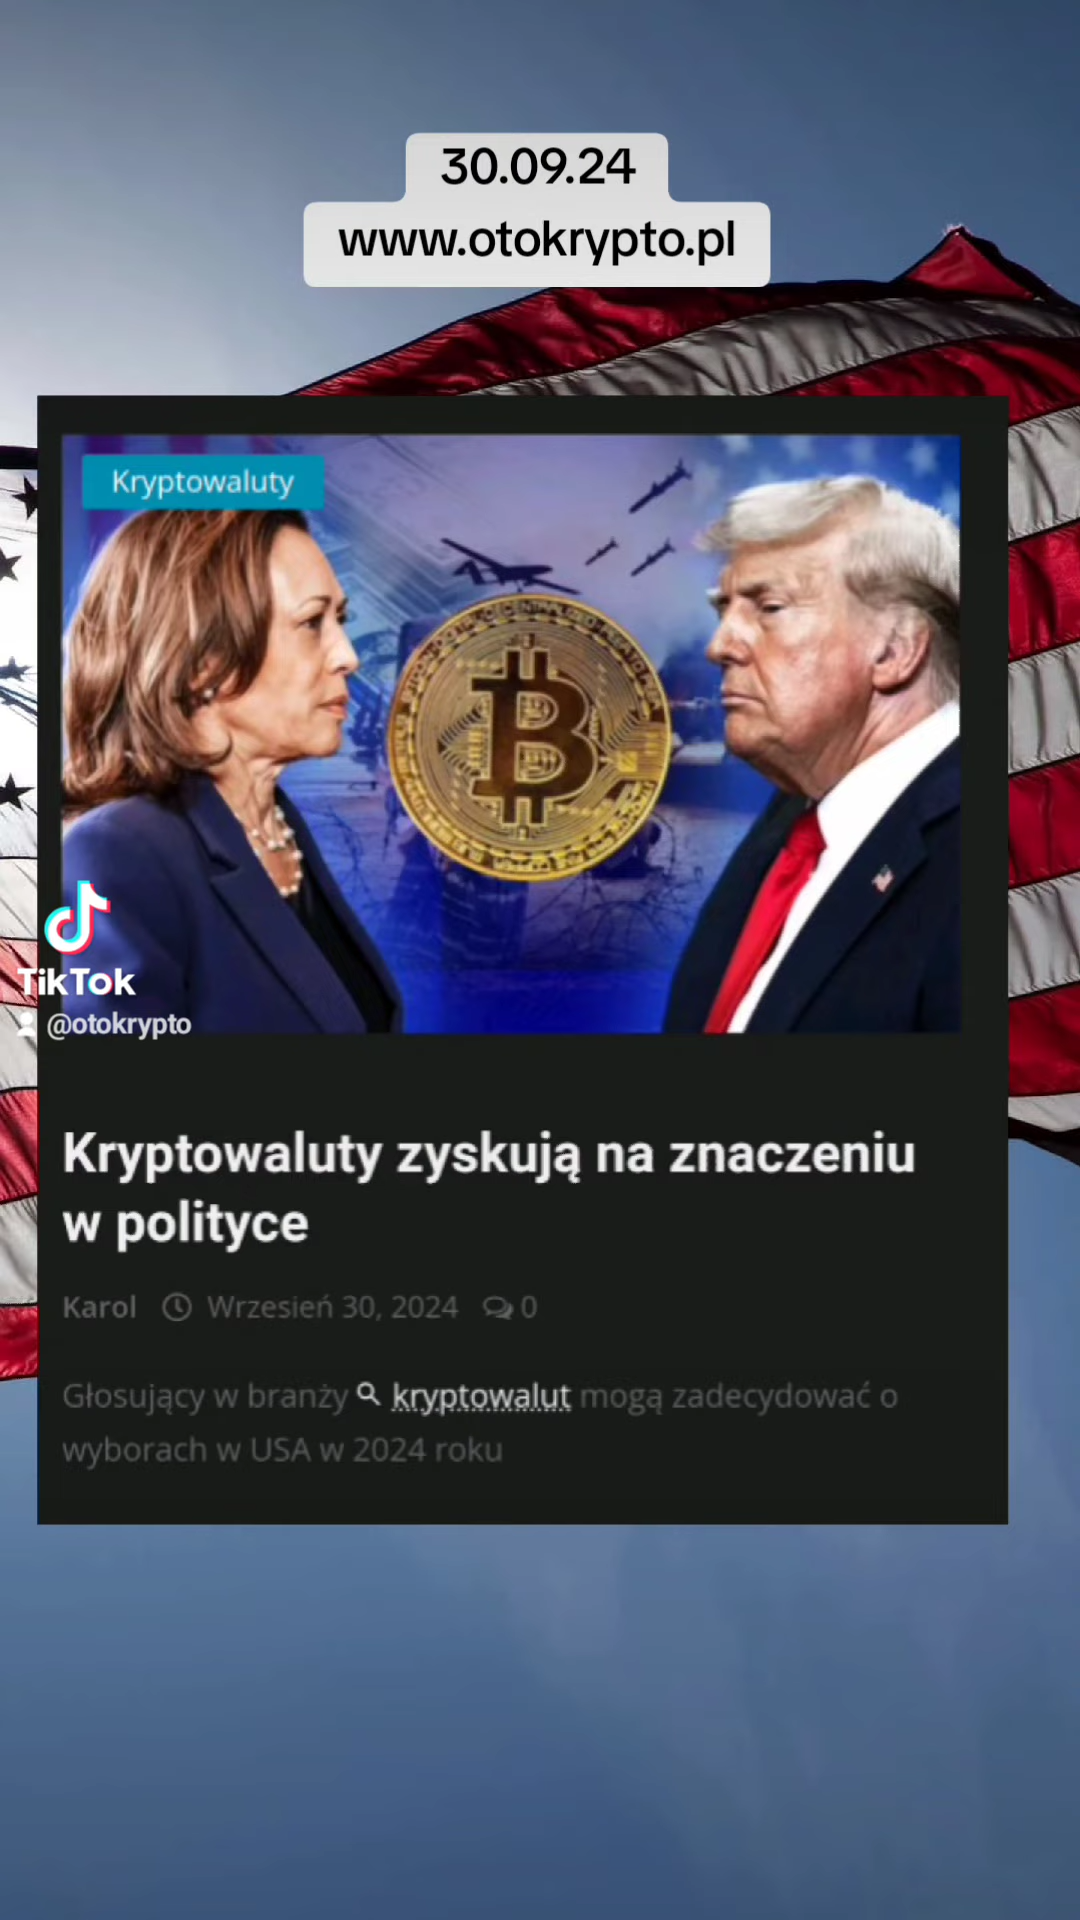 30.09.24
www.otokrypto.pl
Kryptowaluty
TikTok
@otokrypto
Kryptowaluty zyskują na znaczeniu
w polityce
Karol Wrzesień 30, 2024 0
Głosujący w branży kryptowalut mogą zadecydować o
wyborach w USA w 2024 roku